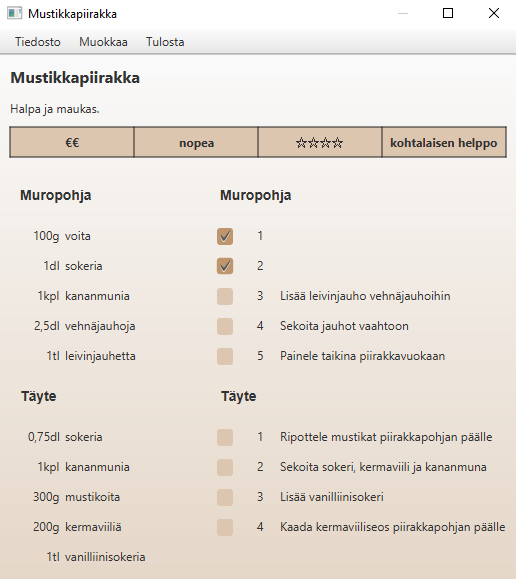 Mustikkapiirakka
Tiedosto Muokkaa Tulosta
Mustikkapiirakka
Halpa ja maukas.
€€ nopea ☆☆☆☆ kohtalaisen helppo
Muropohja Muropohja
100g voita 1
1dl sokeria 2
1kpl kananmunia 3 Lisää leivinjauho vehnäjauhoihin
2,5dl vehnäjauhoja 4 Sekoita jauhot vaahtoon
1tl leivinjauhetta 5 Painele taikina piirakkavuokaan
Täyte Täyte
0,75dl sokeria 1 Ripottele mustikat piirakkapohjan päälle
1kpl kananmunia 2 Sekoita sokeri, kermaviili ja kananmuna
300g mustikoita 3 Lisää vanilliinisokeri
200g kermaviiliä 4 Kaada kermaviiliseos piirakkapohjan päälle
1tl vanilliinisokeria